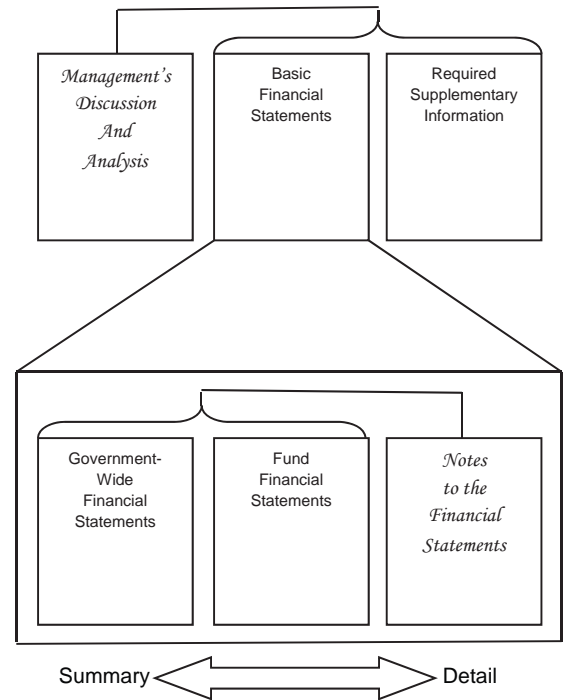 Management's
Discussion
And
Analysis
Basic
Financial
Statements
Required
Supplementary
Information
Government-
Wide
Financial
Statements
Fund
Financial
Statements
Notes
to the
Financial
Statements
Summary
Detail